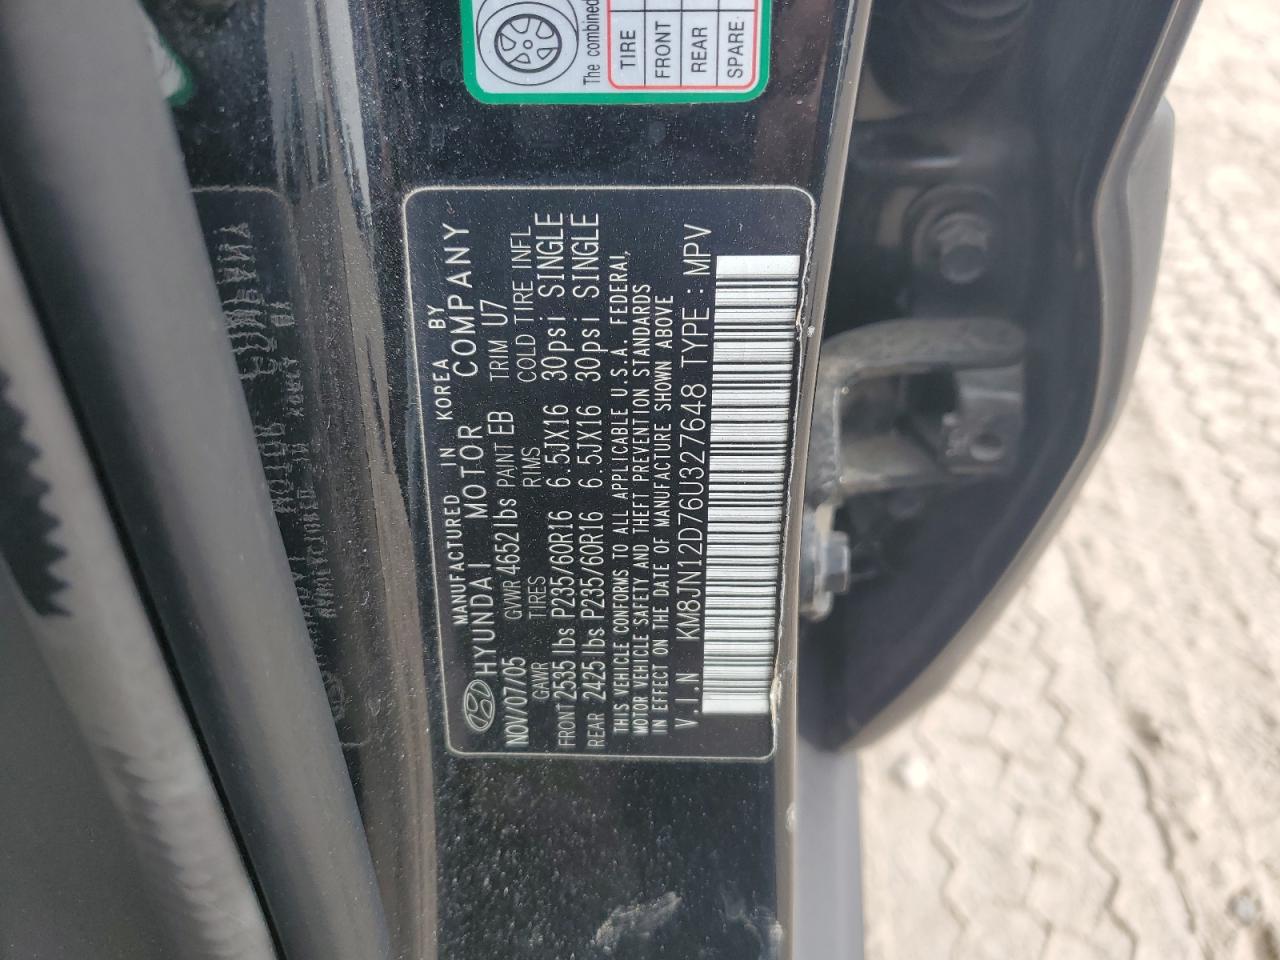 The combined
TIRE
FRONT
REAR
SPARE
MANUFACTURED IN KOREA BY
HYUNDAI MOTOR COMPANY
NOV/07/05 GVWR 4652lbs PAINT EB TRIM U7
GAWR TIRES RIMS COLD TIRE INFL
FRONT 2535lbs P235/60R16 6.5JX16 30psi SINGLE
REAR 2425lbs P235/60R16 6.5JX16 30psi SINGLE
THIS VEHICLE CONFORMS TO ALL APPLICABLE U.S.A. FEDERAL
MOTOR VEHICLE SAFETY AND THEFT PREVENTION STANDARDS
IN EFFECT ON THE DATE OF MANUFACTURE SHOWN ABOVE
V.I.N KM8JN12D76U327648 TYPE : MPV